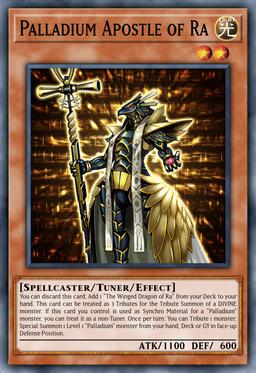 PALLADIUM APOSTLE OF RA
光
[SPELLCASTER/TUNER/EFFECT]
You can discard this card; Add 1 "The Winged Dragon of Ra" from your Deck to your
hand. This card can be treated as 3 Tributes for the Tribute Summon of a DIVINE
monster. If this card you control is used as Synchro Material for a "Palladium"
monster, you can treat it as a non-Tuner. Once per turn: You can Tribute 1 monster;
Special Summon 1 Level 1 "Palladium" monster from your hand, Deck or GY in face-up
Defense Position.
ATK/1100 DEF/ 600